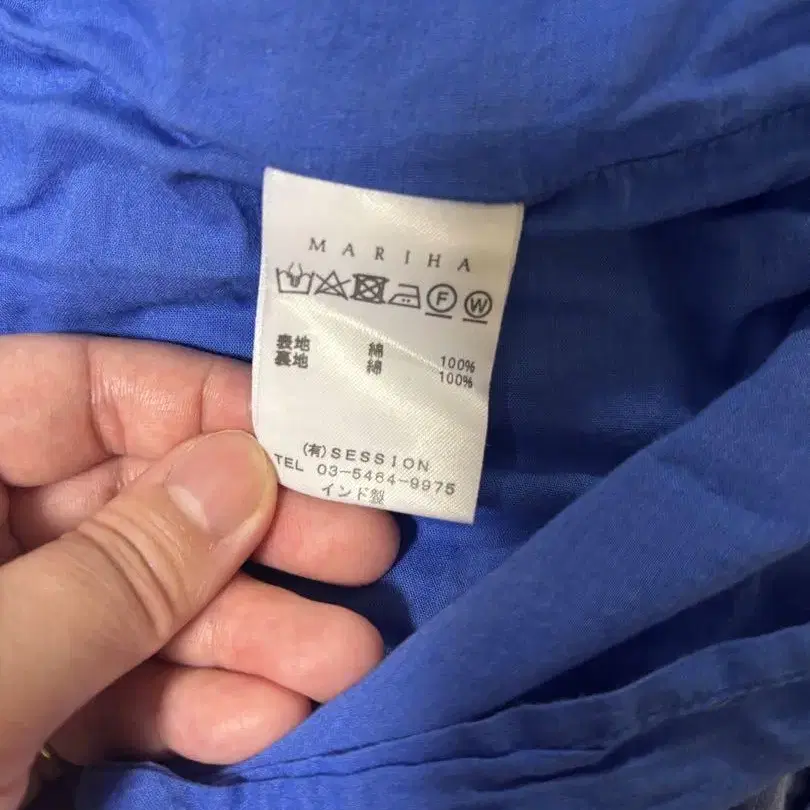 MARIHA
F W
表地 綿 100%
裏地 綿 100%
(有)SESSION
TEL 03-5464-9975
インド製